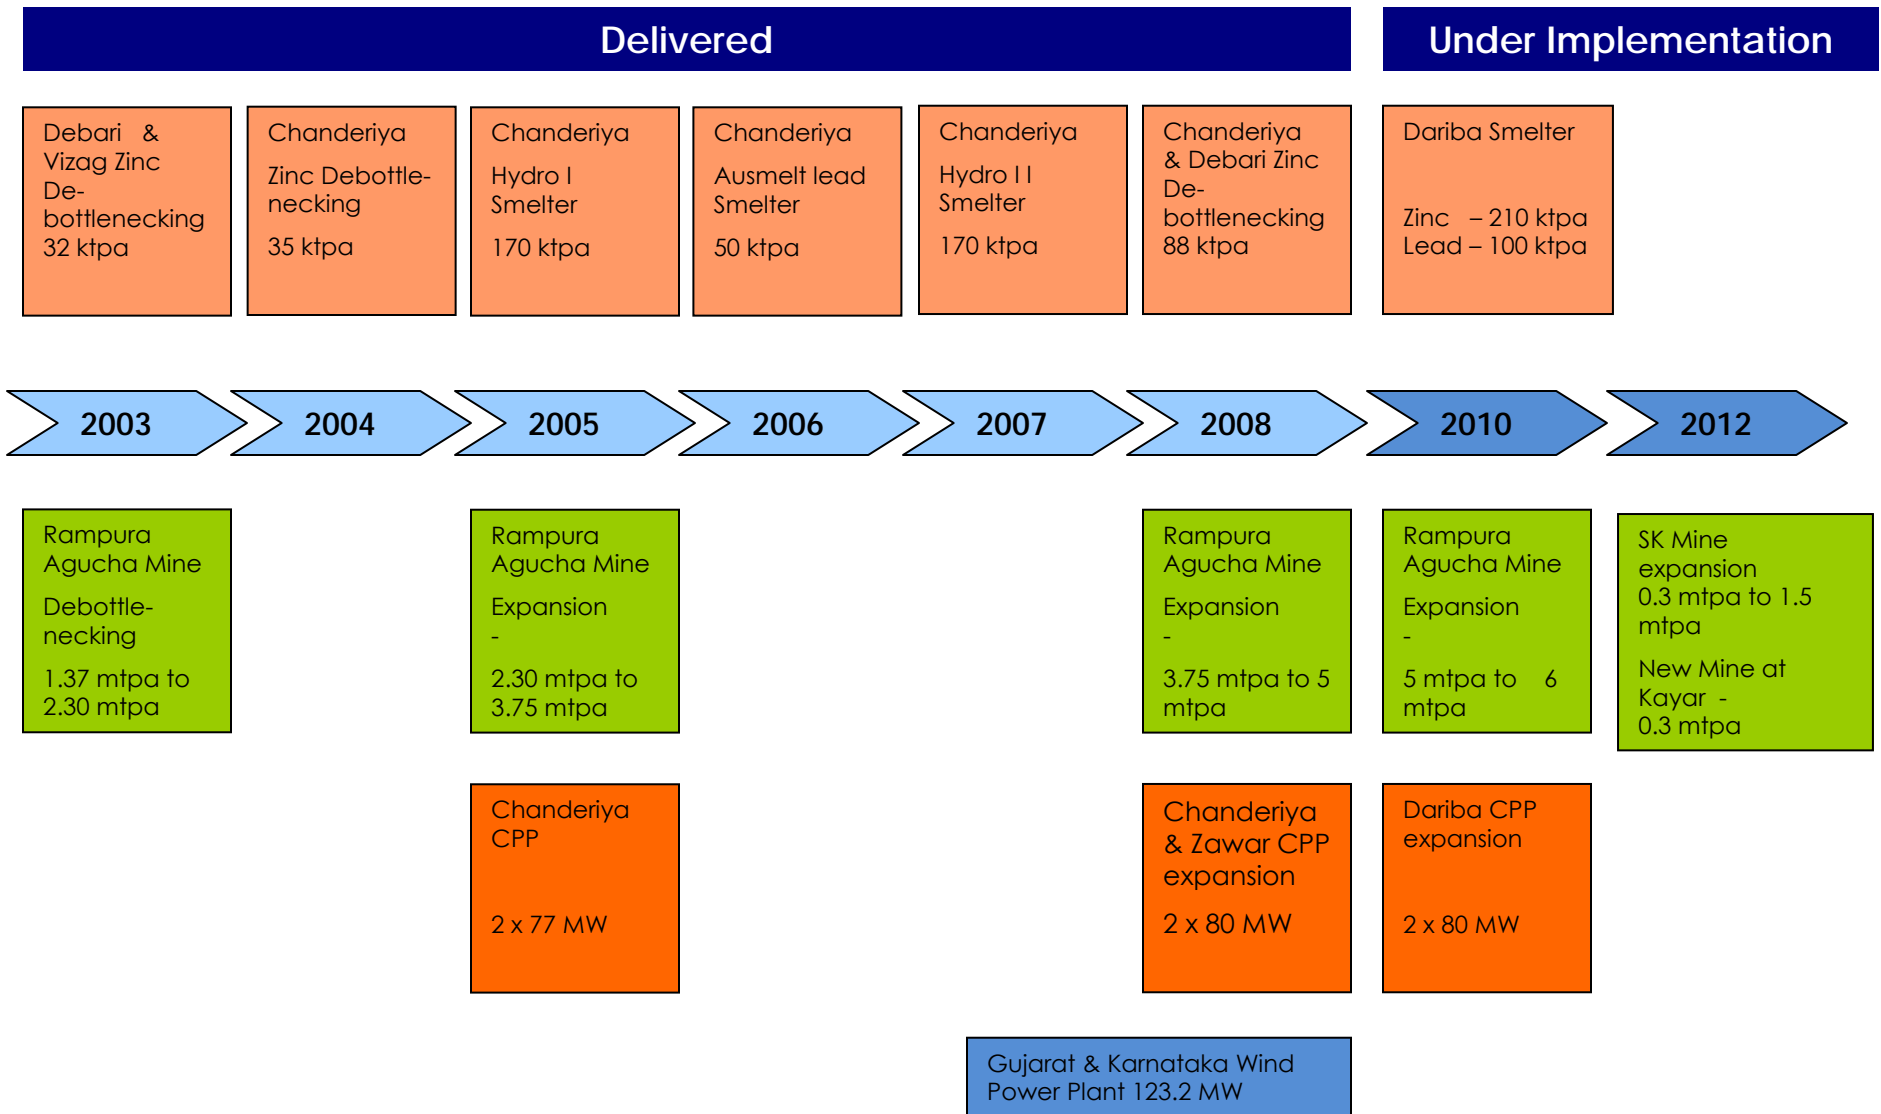 Delivered
Under Implementation
Debari & 
Vizag Zinc
De-
bottlenecking
32 ktpa
Chanderiya
Zinc Debottle-
necking
35 ktpa
Chanderiya
Hydro I
Smelter
170 ktpa
Chanderiya
Ausmelt lead
Smelter
50 ktpa
Chanderiya
Hydro I I
Smelter
170 ktpa
Chanderiya
& Debari Zinc
De-
bottlenecking
88 ktpa
Dariba Smelter
Zinc – 210 ktpa
Lead – 100 ktpa
2003
2004
2005
2006
2007
2008
2010
2012
Rampura
Agucha Mine
Debottle-
necking
1.37 mtpa to
2.30 mtpa
Rampura
Agucha Mine
Expansion
-
2.30 mtpa to
3.75 mtpa
Rampura
Agucha Mine
Expansion
-
3.75 mtpa to 5
mtpa
Rampura
Agucha Mine
Expansion
-
5 mtpa to 6
mtpa
SK Mine
expansion
0.3 mtpa to 1.5
mtpa
New Mine at
Kayar -
0.3 mtpa
Chanderiya
CPP
2 x 77 MW
Chanderiya
& Zawar CPP
expansion
2 x 80 MW
Dariba CPP
expansion
2 x 80 MW
Gujarat & Karnataka Wind
Power Plant 123.2 MW